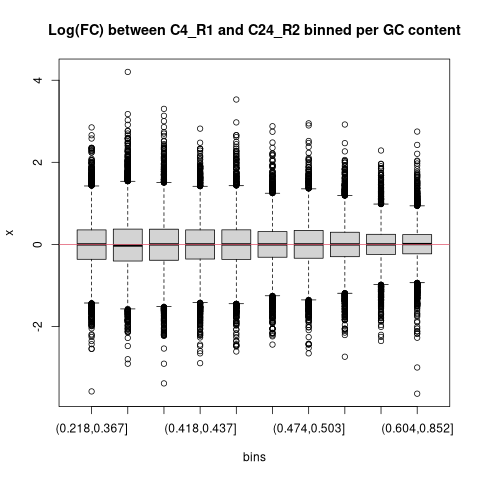 Log(FC) between C4_R1 and C24_R2 binned per GC content
4
2
0
-2
x
(0.218,0.367] (0.418,0.437] (0.474,0.503] (0.604,0.852]
bins